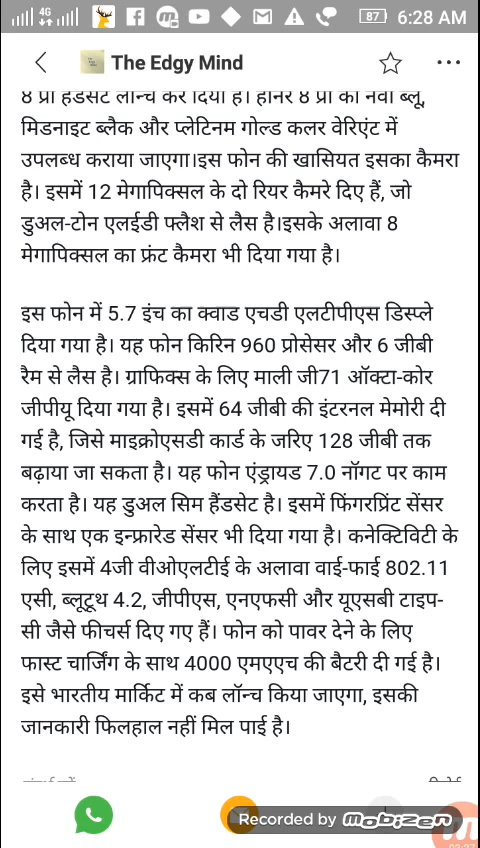 4G
87
6:28 AM
The Edgy Mind
8 प्रो हैंडसेट लॉन्च कर दिया है। हॉनर 8 प्रो को नेवी ब्लू,
मिडनाइट ब्लैक और प्लेटिनम गोल्ड कलर वेरिएंट में
उपलब्ध कराया जाएगा।इस फोन की खासियत इसका कैमरा
है। इसमें 12 मेगापिक्सल के दो रियर कैमरे दिए हैं, जो
डुअल-टोन एलईडी फ्लैश से लैस है।इसके अलावा 8
मेगापिक्सल का फ्रंट कैमरा भी दिया गया है।
इस फोन में 5.7 इंच का क्वाड एचडी एलटीपीएस डिस्प्ले
दिया गया है। यह फोन किरिन 960 प्रोसेसर और 6 जीबी
रैम से लैस है। ग्राफिक्स के लिए माली जी71 ऑक्टा-कोर
जीपीयू दिया गया है। इसमें 64 जीबी की इंटरनल मेमोरी दी
गई है, जिसे माइक्रोएसडी कार्ड के जरिए 128 जीबी तक
बढ़ाया जा सकता है। यह फोन एंड्रायड 7.0 नॉगट पर काम
करता है। यह डुअल सिम हैंडसेट है। इसमें फिंगरप्रिंट सेंसर
के साथ एक इन्फ्रारेड सेंसर भी दिया गया है। कनेक्टिविटी के
लिए इसमें 4जी वीओएलटीई के अलावा वाई-फाई 802.11
एसी, ब्लूटूथ 4.2, जीपीएस, एनएफसी और यूएसबी टाइप-
सी जैसे फीचर्स दिए गए हैं। फोन को पावर देने के लिए
फास्ट चार्जिंग के साथ 4000 एमएएच की बैटरी दी गई है।
इसे भारतीय मार्किट में कब लॉन्च किया जाएगा, इसकी
जानकारी फिलहाल नहीं मिल पाई है।
Recorded by mobizen